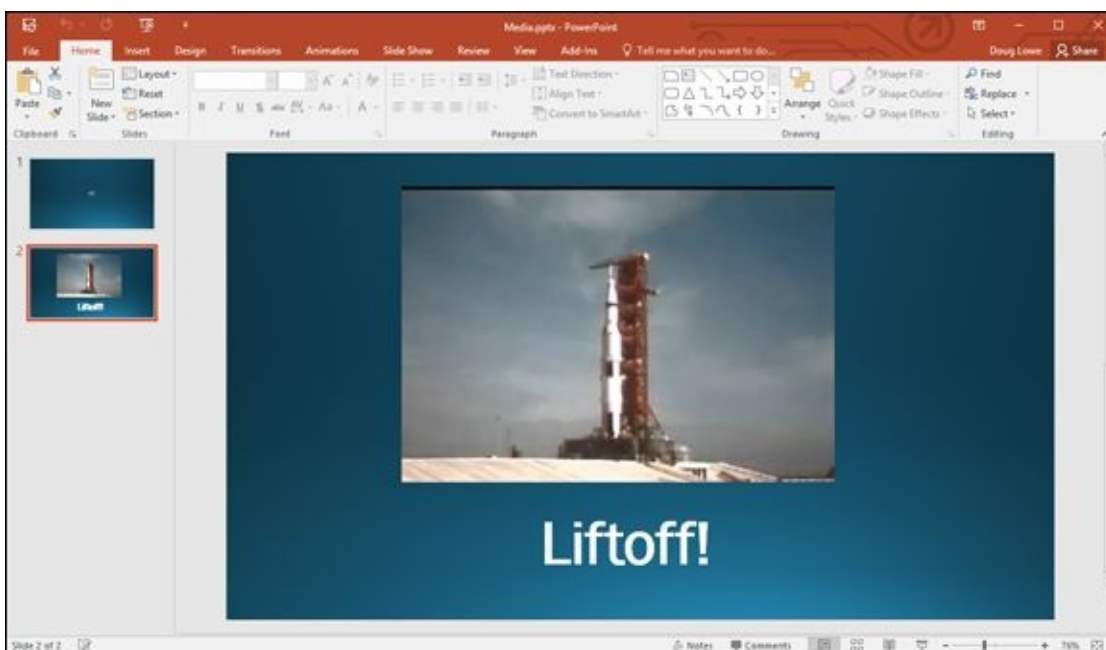 Media.pptx - PowerPoint
File Home Insert Design Transitions Animations Slide Show Review View Add-Ins Tell me what you want to do... Doug Lowe Share
Paste
New Slide
Layout
Reset
Section
B I U S abc AV Aa A
Text Direction
Align Text
Convert to SmartArt
Arrange
Quick Styles
Shape Fill
Shape Outline
Shape Effects
Find
Replace
Select
Clipboard Slides Font Paragraph Drawing Editing
1
2
Liftoff!
Liftoff!
Slide 2 of 2 Notes Comments 76%